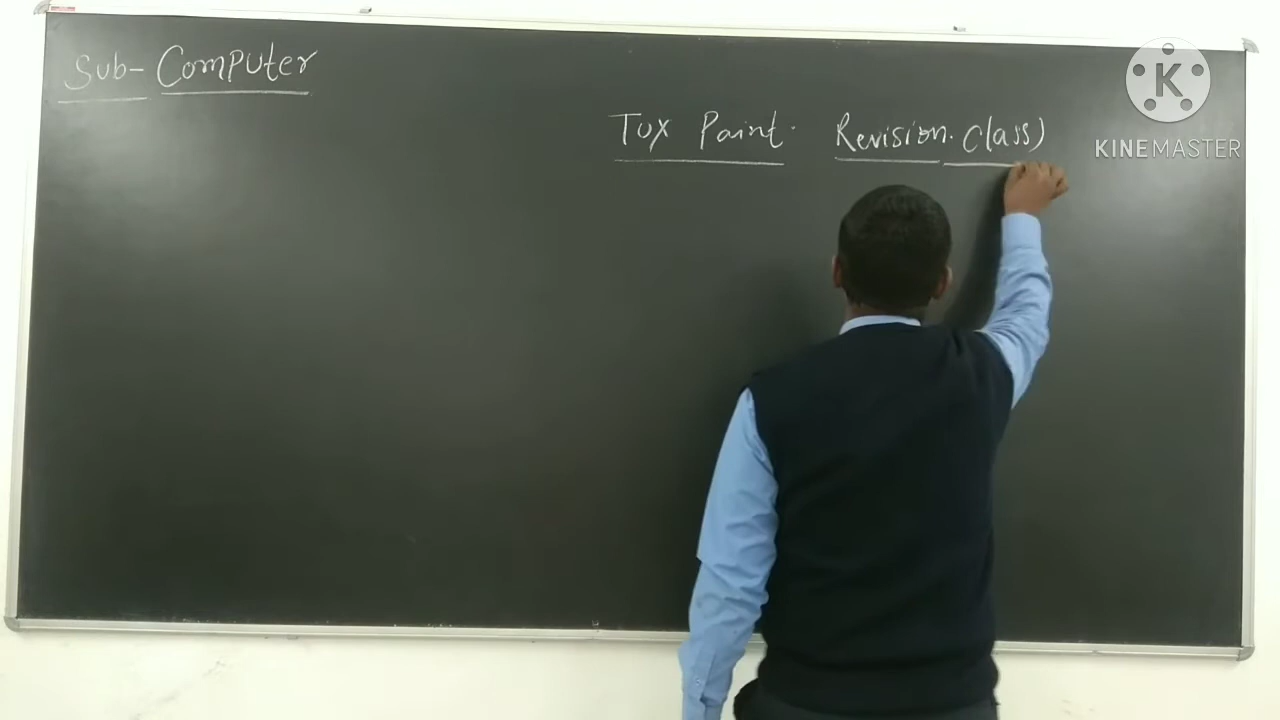 Sub- Computer
Tux Paint. Revision. Class)
K
KINEMASTER